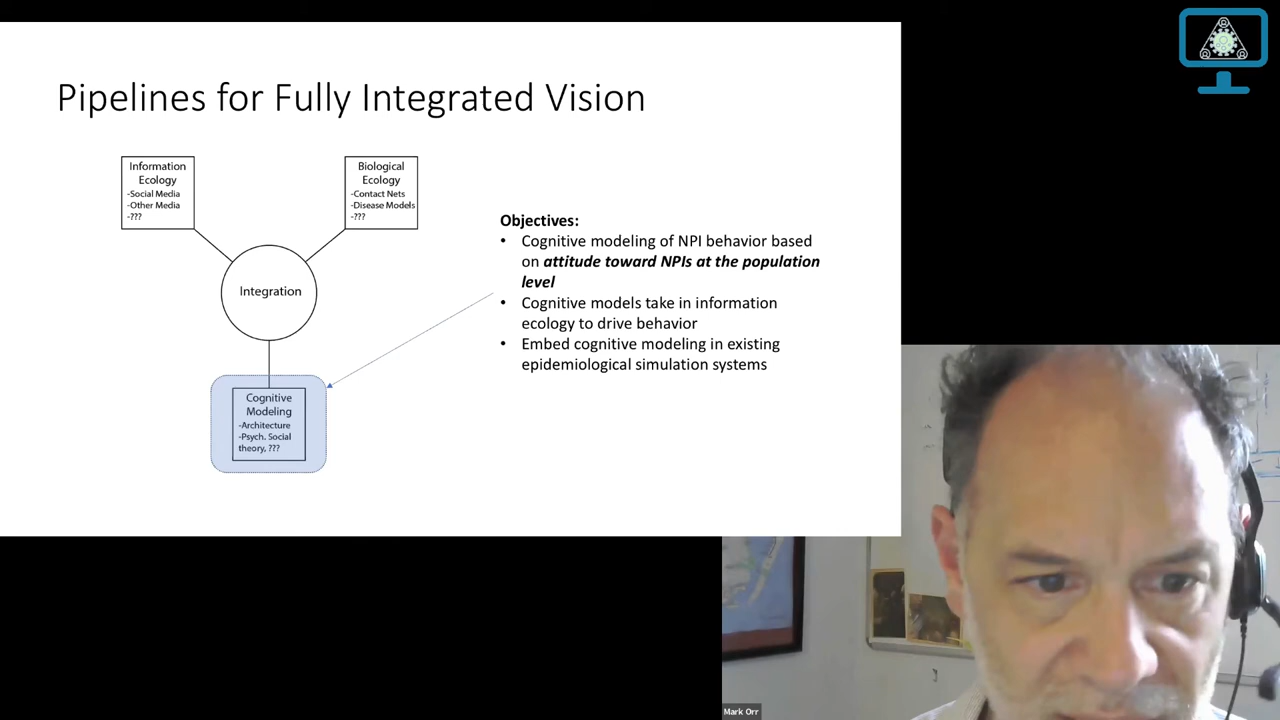 Pipelines for Fully Integrated Vision
Information
Ecology
-Social Media
-Other Media
-???
Biological
Ecology
-Contact Nets
-Disease Models
-???
Integration
Cognitive
Modeling
-Architecture
-Psych. Social
theory, ???
Objectives:
• Cognitive modeling of NPI behavior based
on attitude toward NPIs at the population
level
• Cognitive models take in information
ecology to drive behavior
• Embed cognitive modeling in existing
epidemiological simulation systems
Mark Orr